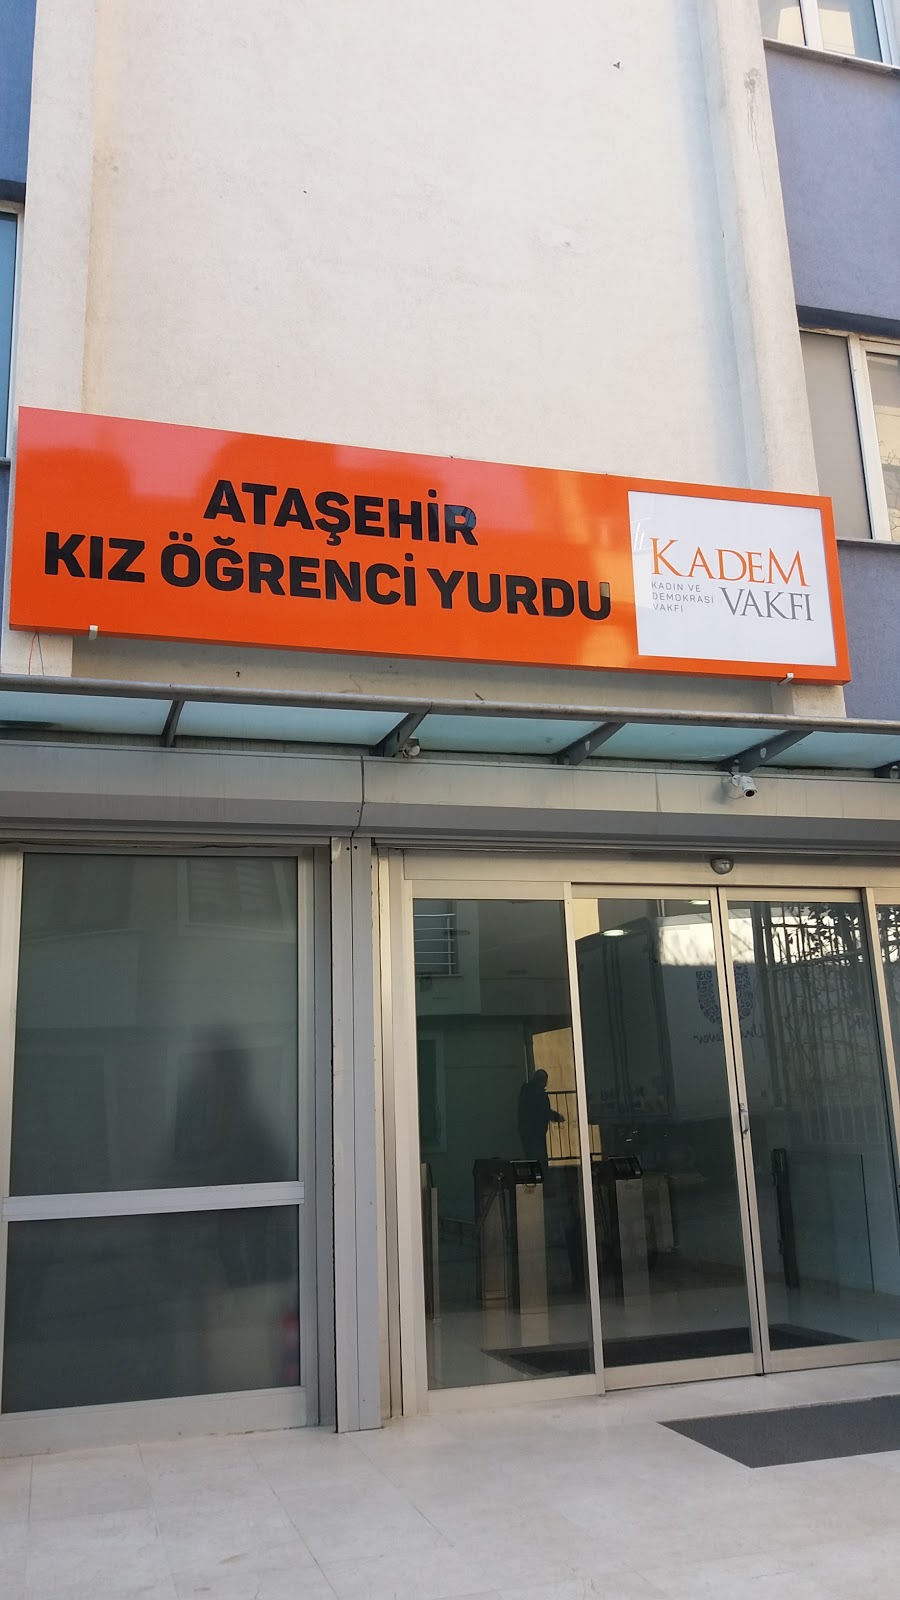 ATAŞEHİR
KIZ ÖĞRENCİ YURDU
KADEM
KADIN VE
DEMOKRASİ
VAKFI
VAKFI